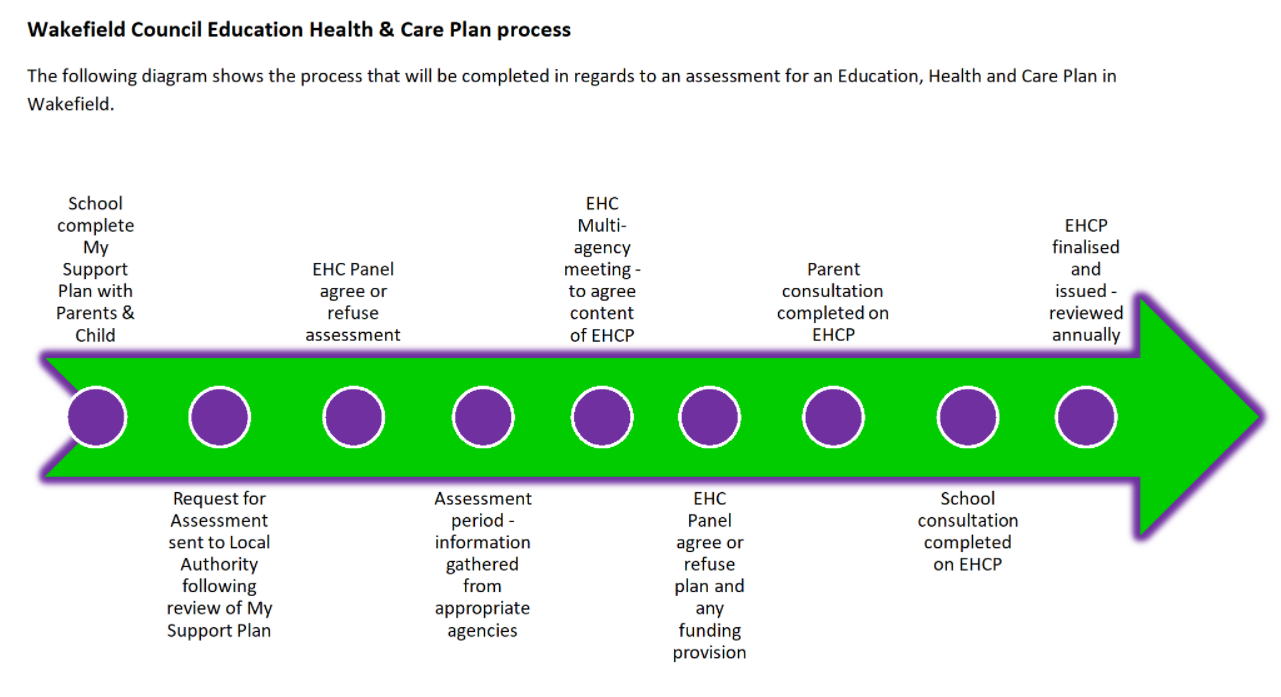 Wakefield Council Education Health & Care Plan process
The following diagram shows the process that will be completed in regards to an assessment for an Education, Health and Care Plan in
Wakefield.
School
complete
My
Support
Plan with
Parents &
Child
Request for
Assessment
sent to Local
Authority
following
review of My
Support Plan
EHC Panel
agree or
refuse
assessment
Assessment
period -
information
gathered
from
appropriate
agencies
EHC
Multi-
agency
meeting -
to agree
content
of EHCP
EHC
Panel
agree or
refuse
plan and
any
funding
provision
Parent
consultation
completed on
EHCP
School
consultation
completed
on EHCP
EHCP
finalised
and
issued -
reviewed
annually